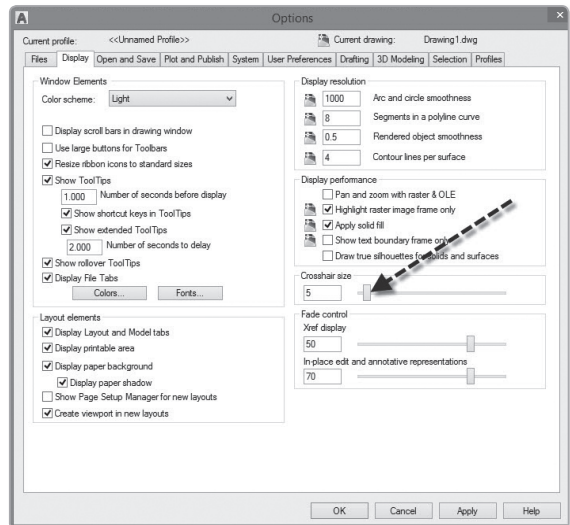 A
Options
Current profile: <<Unnamed Profile>> Current drawing: Drawing1.dwg
Files Display Open and Save Plot and Publish System User Preferences Drafting 3D Modeling Selection Profiles
Window Elements
Color scheme: Light
Display scroll bars in drawing window
Use large buttons for Toolbars
Resize ribbon icons to standard sizes
Show ToolTips
1.000 Number of seconds before display
Show shortcut keys in ToolTips
Show extended ToolTips
2.000 Number of seconds to delay
Show rollover ToolTips
Display File Tabs
Colors... Fonts...
Layout elements
Display Layout and Model tabs
Display printable area
Display paper background
Display paper shadow
Show Page Setup Manager for new layouts
Create viewport in new layouts
Display resolution
1000 Arc and circle smoothness
8 Segments in a polyline curve
0.5 Rendered object smoothness
4 Contour lines per surface
Display performance
Pan and zoom with raster & OLE
Highlight raster image frame only
Apply solid fill
Show text boundary frame only
Draw true silhouettes for solids and surfaces
Crosshair size
5
Fade control
Xref display
50
In-place edit and annotative representations
70
OK Cancel Apply Help